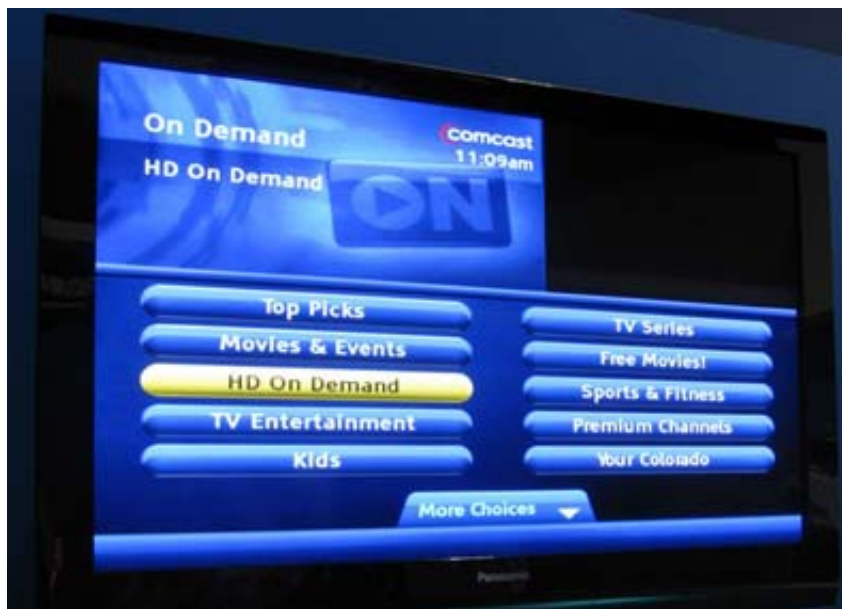 On Demand
comcast
11:09am
HD On Demand
ON
Top Picks
Movies & Events
HD On Demand
TV Entertainment
Kids
TV Series
Free Movies!
Sports & Fitness
Premium Channels
Your Colorado
More Choices
Panasonic